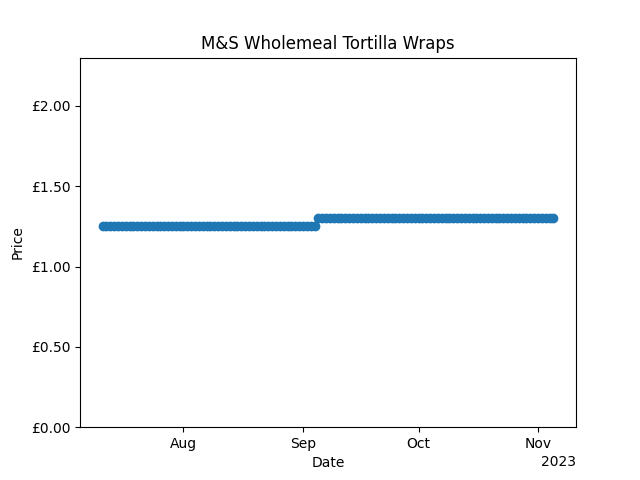 M&S Wholemeal Tortilla Wraps
£2.00
£1.50
£1.00
£0.50
£0.00
Price
Aug Sep Oct Nov
Date
2023